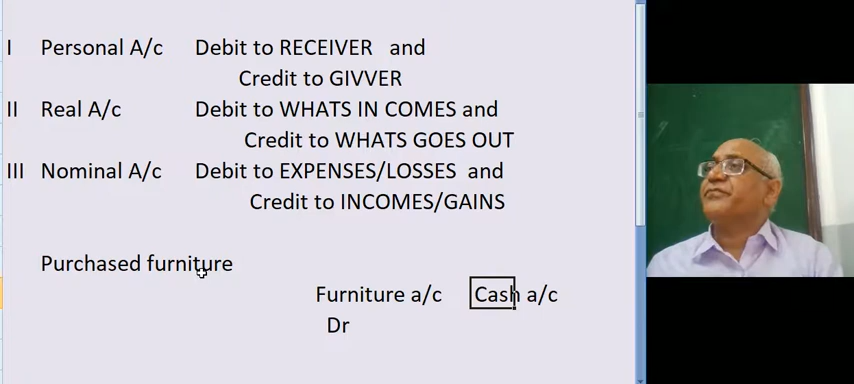 I Personal A/c Debit to RECEIVER and
Credit to GIVVER
II Real A/c Debit to WHATS IN COMES and
Credit to WHATS GOES OUT
III Nominal A/c Debit to EXPENSES/LOSSES and
Credit to INCOMES/GAINS
Purchased furniture
Furniture a/c Cash a/c
Dr